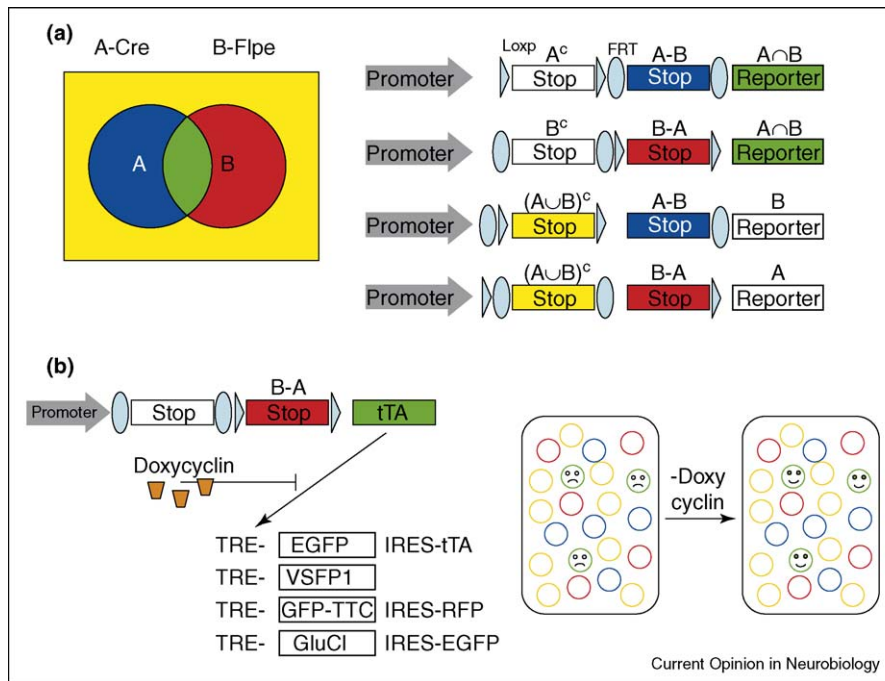 (a)
A-Cre B-Flpe
A B
Loxp Aᶜ FRT A-B A∩B
Promoter Stop Stop Reporter
Bᶜ B-A A∩B
Promoter Stop Stop Reporter
(A∪B)ᶜ A-B B
Promoter Stop Stop Reporter
(A∪B)ᶜ B-A A
Promoter Stop Stop Reporter
(b)
B-A
Promoter Stop Stop tTA
Doxycyclin
TRE- EGFP IRES-tTA
TRE- VSFP1
TRE- GFP-TTC IRES-RFP
TRE- GluCl IRES-EGFP
-Doxy
cyclin
Current Opinion in Neurobiology